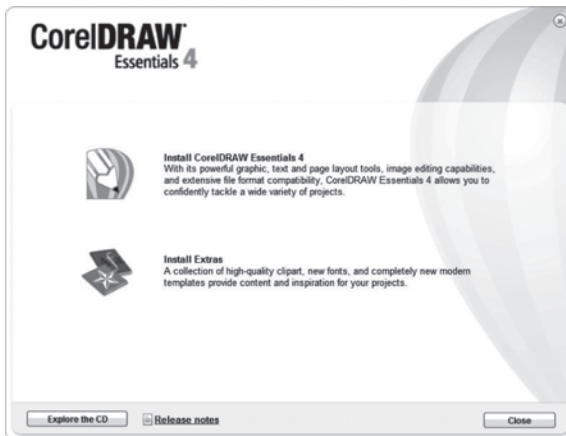 CorelDRAW
Essentials 4
Install CorelDRAW Essentials 4
With its powerful graphic, text and page layout tools, image editing capabilities,
and extensive file format compatibility, CorelDRAW Essentials 4 allows you to
confidently tackle a wide variety of projects.
Install Extras
A collection of high-quality clipart, new fonts, and completely new modern
templates provide content and inspiration for your projects.
Explore the CD
Release notes
Close